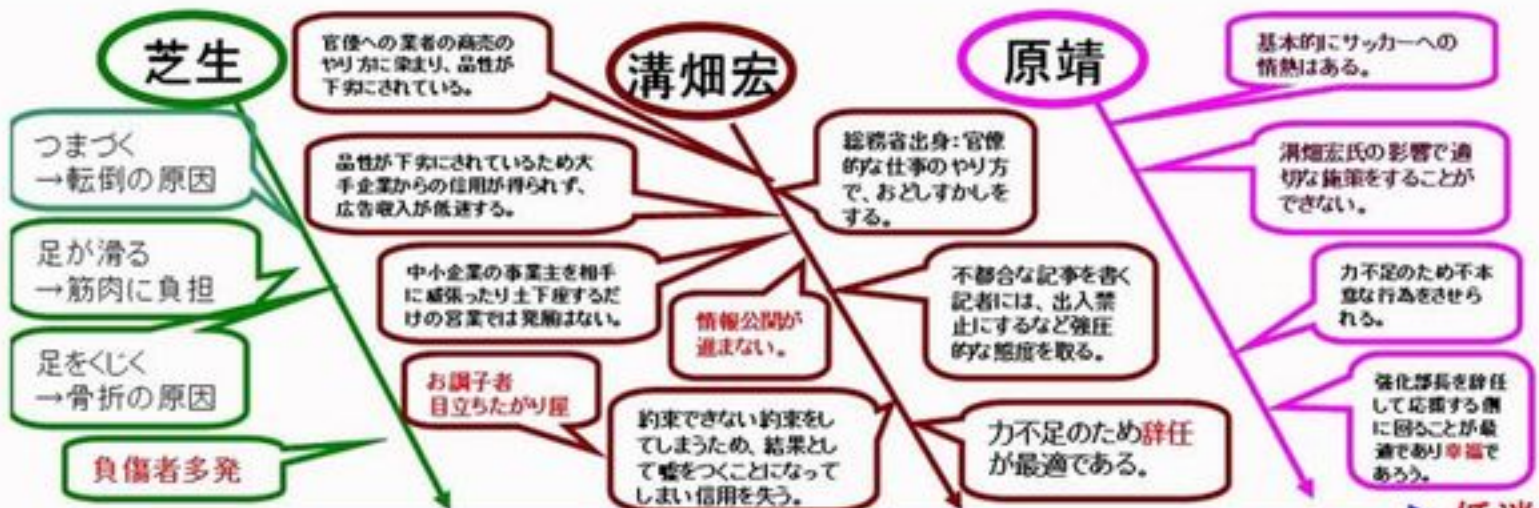 芝生
つまづく
→転倒の原因
足が滑る
→筋肉に負担
足をくじく
→骨折の原因
負傷者多発
溝畑宏
官僚への業者の商売の
やり方に染まり、品性が
下劣にされている。
品性が下劣にされているため大
手企業からの信用が得られず、
広告収入が低迷する。
中小企業の事業主を相手
に威張ったり土下座するだ
けの営業では発展はない。
情報公開が
進まない。
お調子者
目立ちたがり屋
約束できない約束をし
てしまうため、結果とし
て嘘をつくことになって
しまい信用を失う。
総務省出身:官僚
的な仕事のやり方
で、おどしすかしを
する。
不都合な記事を書く
記者には、出入禁
止にするなど強圧
的な態度を取る。
力不足のため辞任
が最適である。
原靖
基本的にサッカーへの
情熱はある。
溝畑宏氏の影響で適
切な施策をすることが
できない。
力不足のため不本
意な行為をさせら
れる。
強化部長を辞任
して応援する側
に回ることが最
適であり幸福で
あろう。